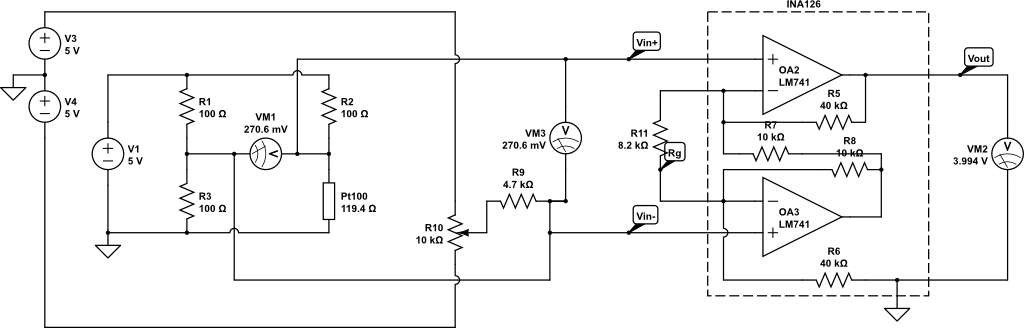 INA126
V3
5 V
V4
5 V
V1
5 V
R1
100 Ω
VM1
270.6 mV
R2
100 Ω
R3
100 Ω
Pt100
119.4 Ω
R10
10 kΩ
R9
4.7 kΩ
VM3
270.6 mV
Vin+
Vin-
R11
8.2 kΩ
Rg
OA2
LM741
R5
40 kΩ
R7
10 kΩ
R8
10 kΩ
OA3
LM741
R6
40 kΩ
Vout
VM2
3.994 V